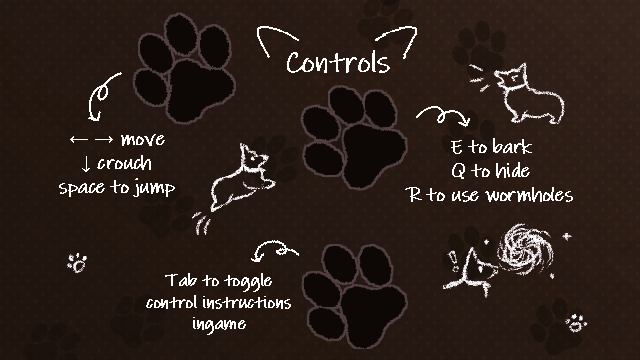 Controls
← → move
↓ crouch
space to jump
E to bark
Q to hide
R to use wormholes
Tab to toggle
control instructions
ingame
!